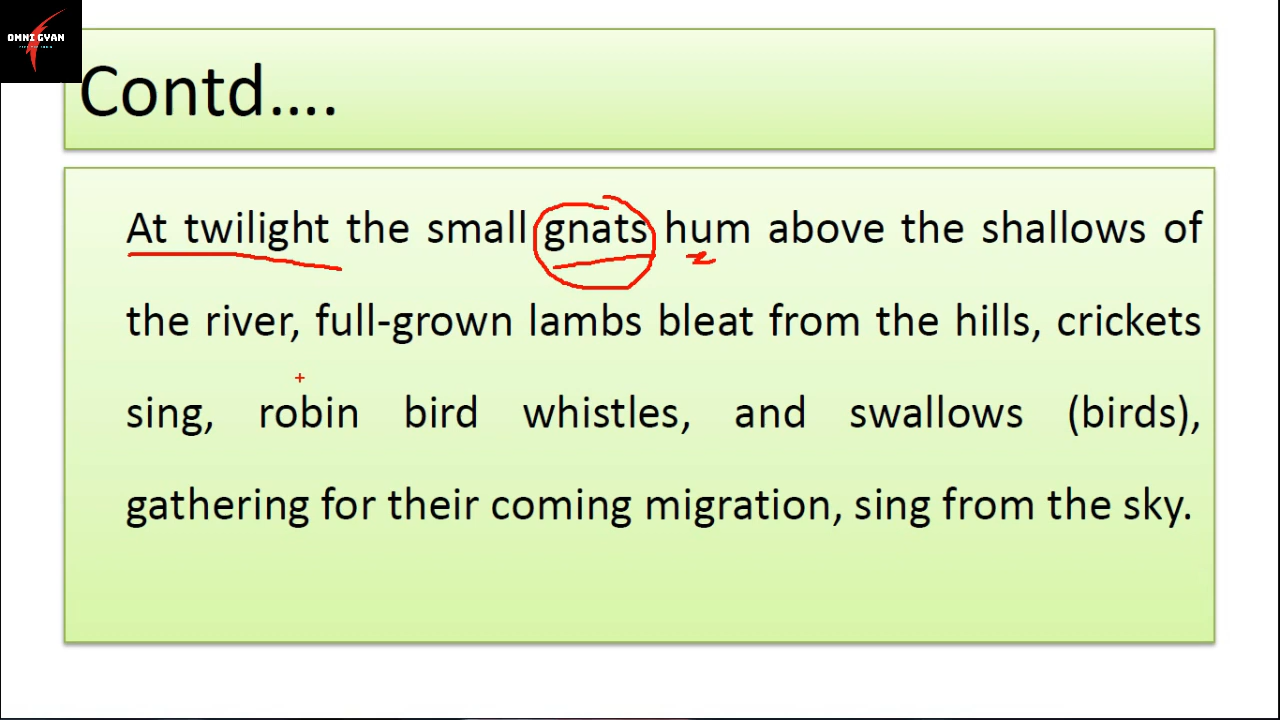 OMNI GYAN
Contd....
At twilight the small gnats hum above the shallows of
the river, full-grown lambs bleat from the hills, crickets
sing, robin bird whistles, and swallows (birds),
gathering for their coming migration, sing from the sky.